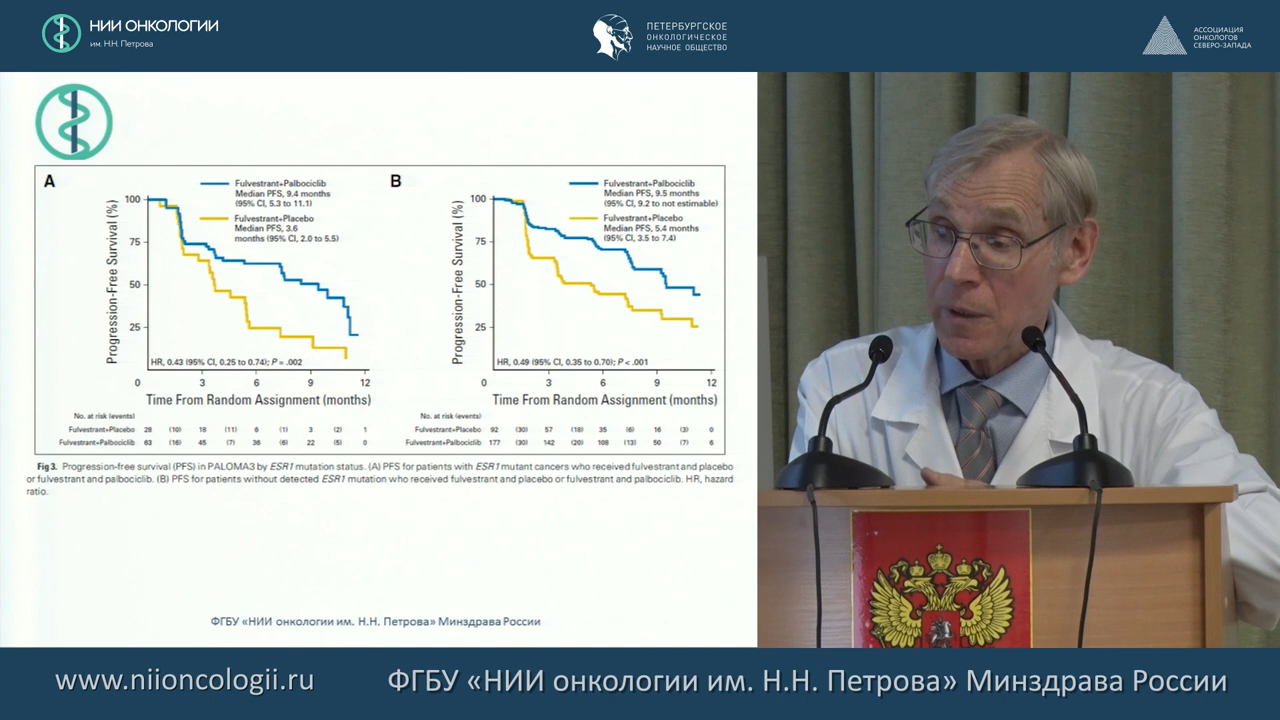 НИИ ОНКОЛОГИИ
им. Н.Н. Петрова
ПЕТЕРБУРГСКОЕ
ОНКОЛОГИЧЕСКОЕ
НАУЧНОЕ ОБЩЕСТВО
АССОЦИАЦИЯ
ОНКОЛОГОВ
СЕВЕРО-ЗАПАДА
A
Fulvestrant+Palbociclib
Median PFS, 9.4 months
(95% CI, 5.3 to 11.1)
Fulvestrant+Placebo
Median PFS, 3.6
months (95% CI, 2.0 to 5.5)
Progression-Free Survival (%)
100
75
50
25
HR, 0.43 (95% CI, 0.25 to 0.74); P = .002
0 3 6 9 12
Time From Random Assignment (months)
No. at risk (events)
Fulvestrant+Placebo 28 (10) 18 (11) 6 (1) 3 (2) 1
Fulvestrant+Palbociclib 63 (16) 45 (7) 36 (6) 22 (5) 0
B
Fulvestrant+Palbociclib
Median PFS, 9.5 months
(95% CI, 9.2 to not estimable)
Fulvestrant+Placebo
Median PFS, 5.4 months
(95% CI, 3.5 to 7.4)
Progression-Free Survival (%)
100
75
50
25
HR, 0.49 (95% CI, 0.35 to 0.70); P < .001
0 3 6 9 12
Time From Random Assignment (months)
No. at risk (events)
Fulvestrant+Placebo 92 (30) 57 (18) 35 (6) 16 (3) 0
Fulvestrant+Palbociclib 177 (30) 142 (20) 108 (13) 50 (7) 6
Fig 3. Progression-free survival (PFS) in PALOMA3 by ESR1 mutation status. (A) PFS for patients with ESR1 mutant cancers who received fulvestrant and placebo
or fulvestrant and palbociclib. (B) PFS for patients without detected ESR1 mutation who received fulvestrant and placebo or fulvestrant and palbociclib. HR, hazard
ratio.
ФГБУ «НИИ онкологии им. Н.Н. Петрова» Минздрава России
www.niioncologii.ru
ФГБУ «НИИ онкологии им. Н.Н. Петрова» Минздрава России